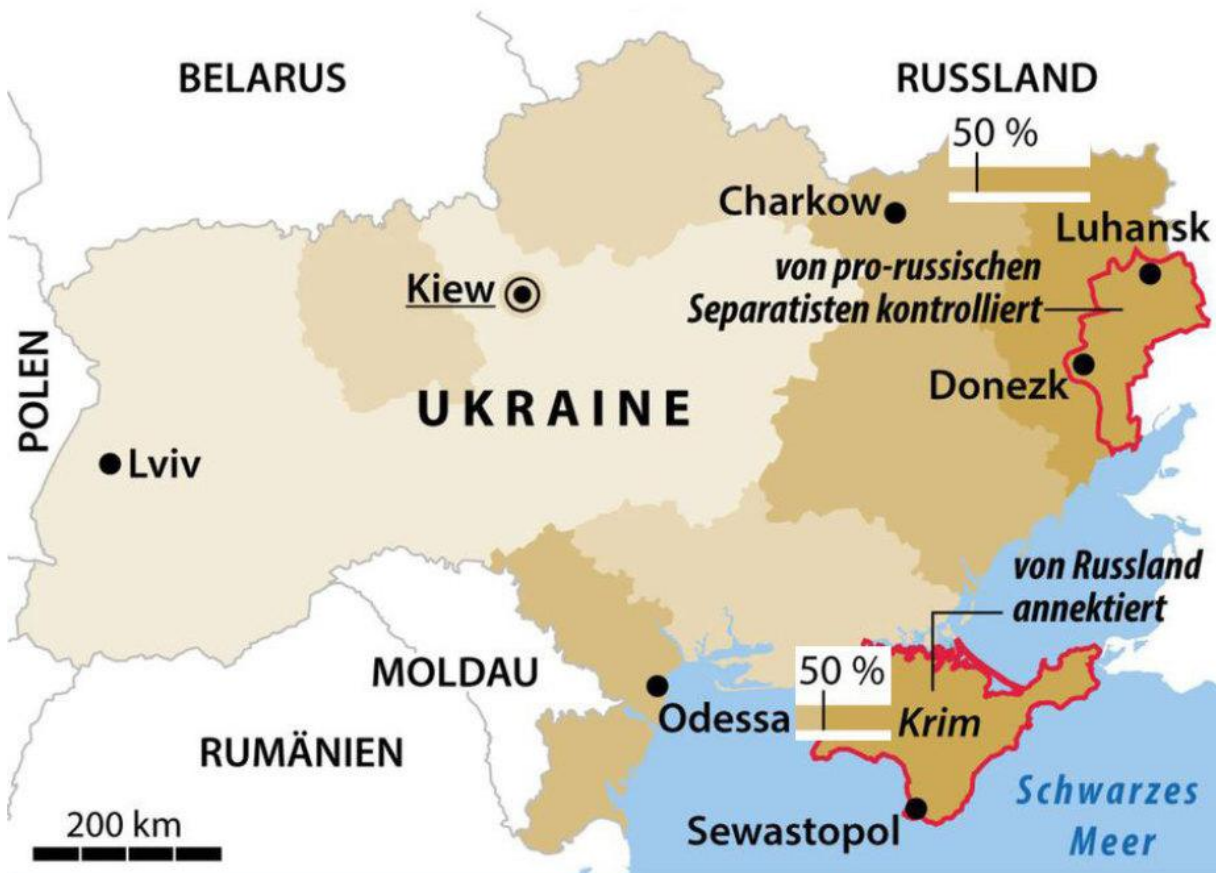 BELARUS
RUSSLAND
50 %
Charkow
Luhansk
von pro-russischen
Separatisten kontrolliert
Kiew
POLEN
Donezk
UKRAINE
Lviv
von Russland
annektiert
MOLDAU
50 %
Odessa
Krim
RUMÄNIEN
Schwarzes
Meer
200 km
Sewastopol